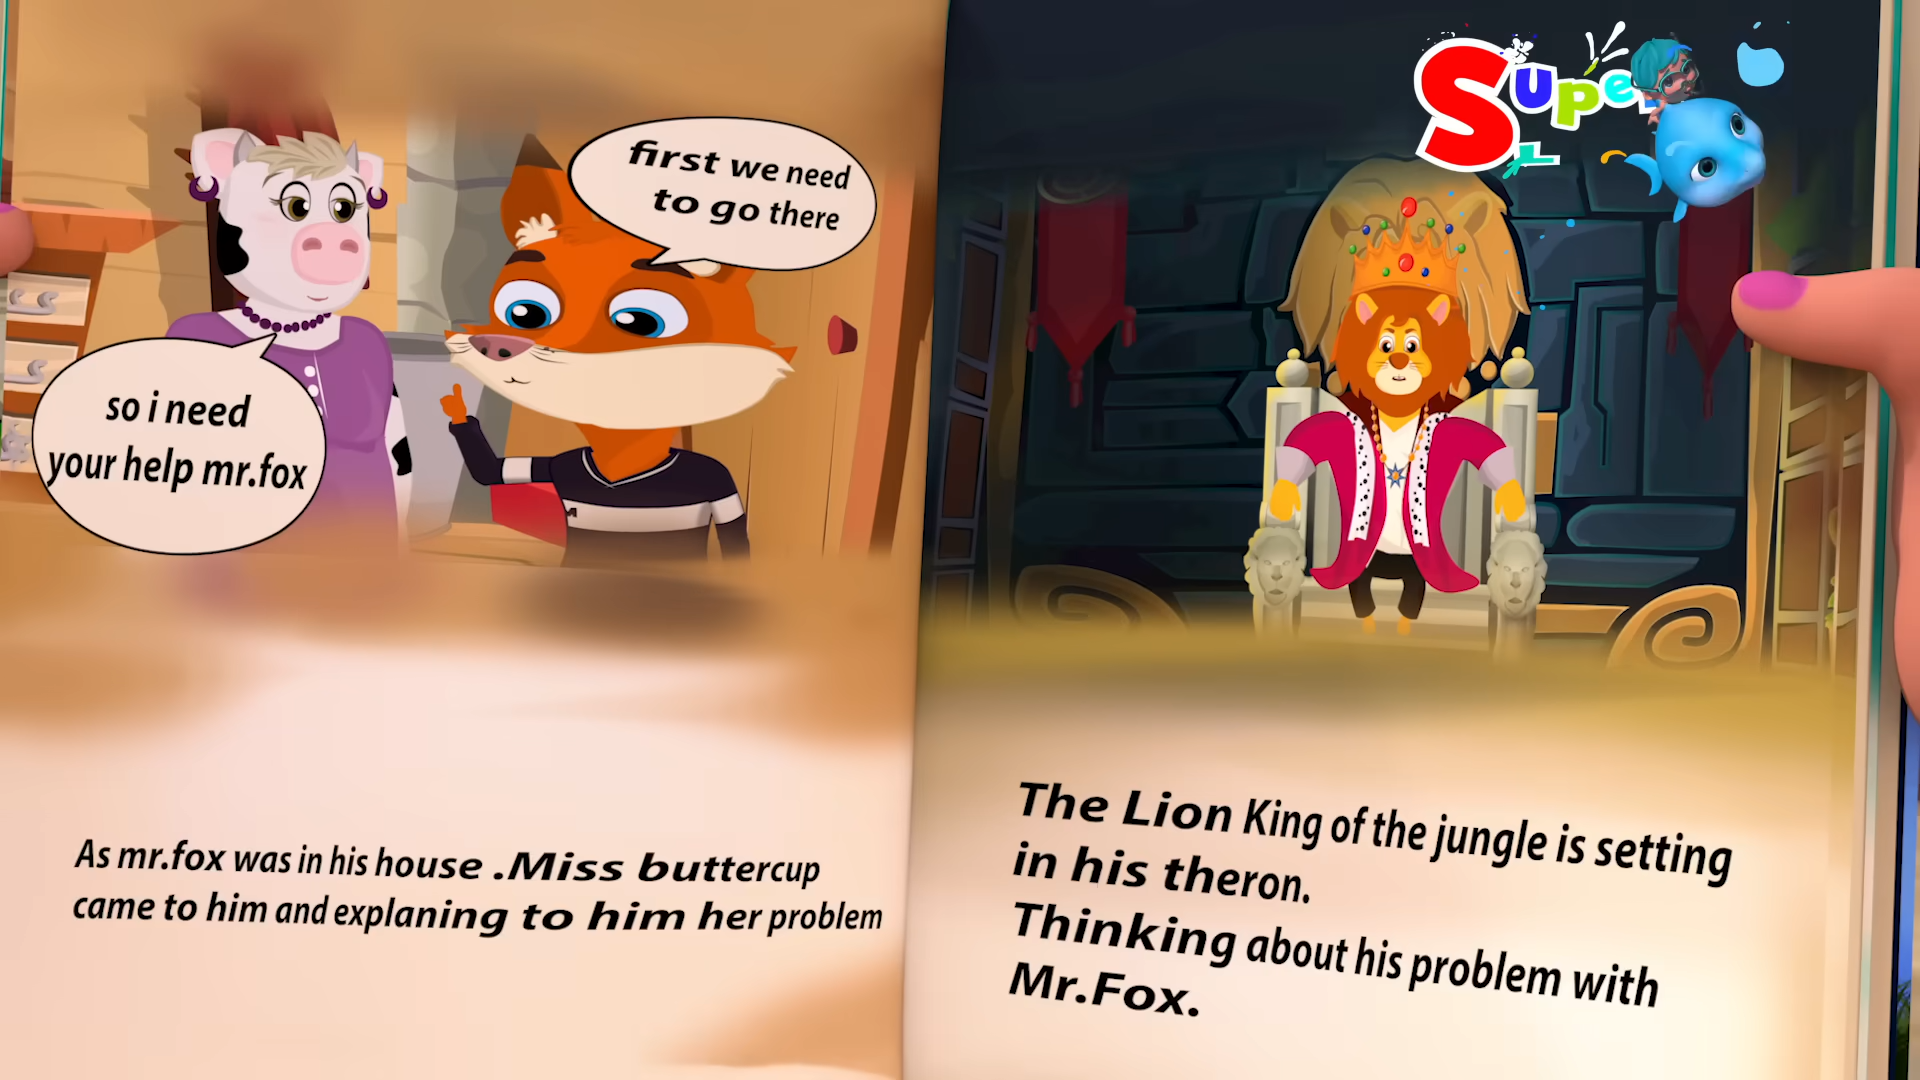 so i need
your help mr.fox
first we need
to go there
As mr.fox was in his house .Miss buttercup
came to him and explaning to him her problem
Super
The Lion King of the jungle is setting
in his theron.
Thinking about his problem with
Mr.Fox.